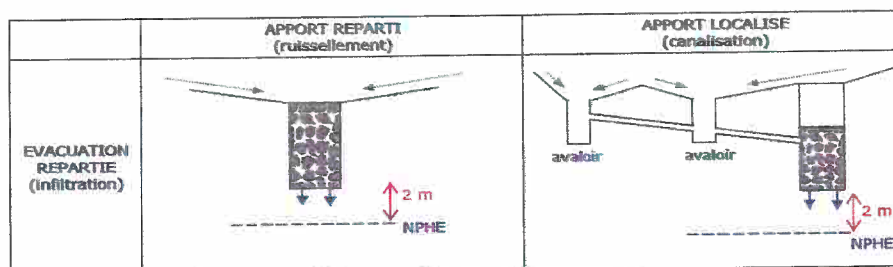 APPORT REPARTI
(ruissellement)
APPORT LOCALISE
(canalisation)
EVACUATION
REPARTIE
(infiltration)
2 m
NPHE
avaloir
avaloir
2 m
NPHE